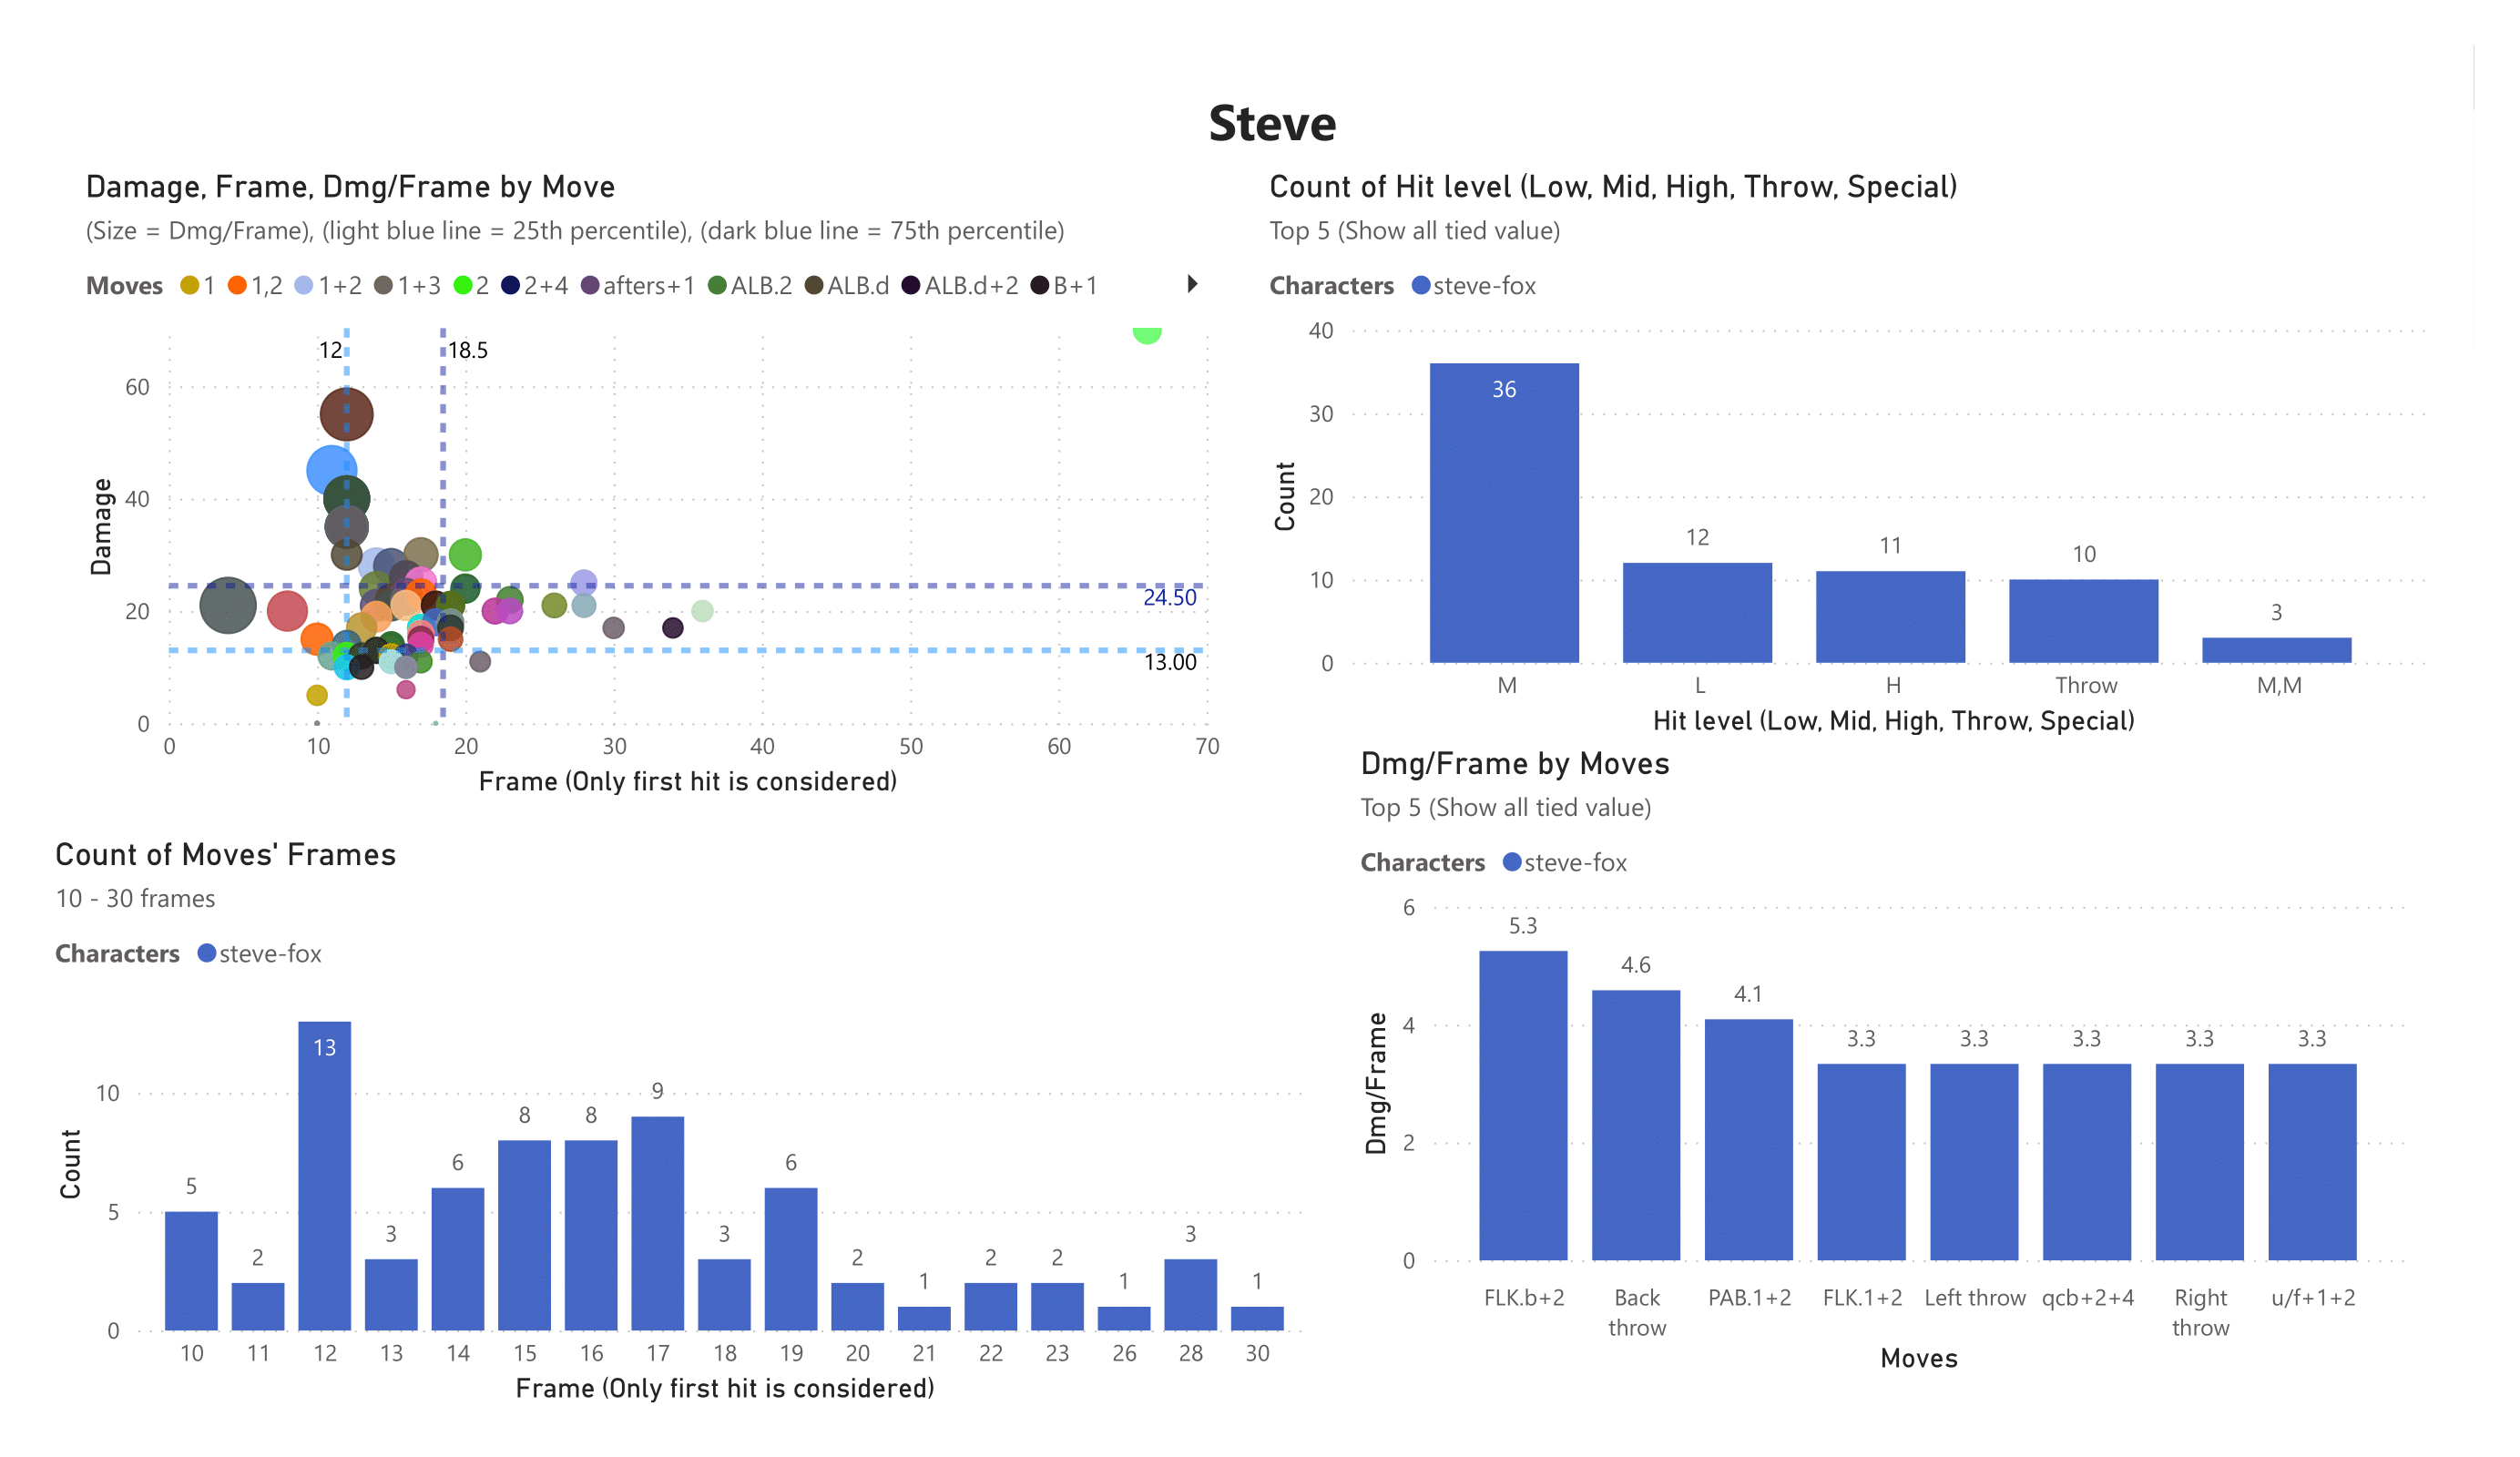 Steve
Damage, Frame, Dmg/Frame by Move
(Size = Dmg/Frame), (light blue line = 25th percentile), (dark blue line = 75th percentile)
Moves 1 1,2 1+2 1+3 2 2+4 afters+1 ALB.2 ALB.d ALB.d+2 B+1
12 18.5
60
40
20
0
Damage
24.50
13.00
0 10 20 30 40 50 60 70
Frame (Only first hit is considered)
Count of Hit level (Low, Mid, High, Throw, Special)
Top 5 (Show all tied value)
Characters steve-fox
40
30
20
10
0
Count
36 12 11 10 3
M L H Throw M,M
Hit level (Low, Mid, High, Throw, Special)
Count of Moves' Frames
10 - 30 frames
Characters steve-fox
10
5
0
Count
5 2 13 3 6 8 8 9 3 6 2 1 2 2 1 3 1
10 11 12 13 14 15 16 17 18 19 20 21 22 23 26 28 30
Frame (Only first hit is considered)
Dmg/Frame by Moves
Top 5 (Show all tied value)
Characters steve-fox
6
4
2
0
Dmg/Frame
5.3 4.6 4.1 3.3 3.3 3.3 3.3 3.3
FLK.b+2 Back throw PAB.1+2 FLK.1+2 Left throw qcb+2+4 Right throw u/f+1+2
Moves